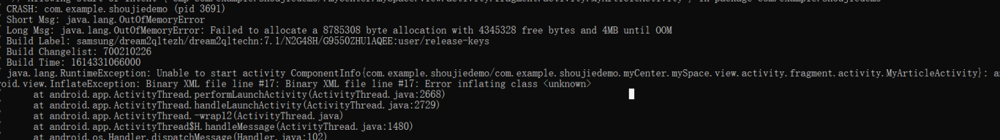 // Allowing start of Intent { cmp=com.example.shoujiedemo/.myCenter.mySpace.view.activity.fragment.activity.MyArticleActivity } in package com.example.shoujiedemo
/ CRASH: com.example.shoujiedemo (pid 3691)
/ Short Msg: java.lang.OutOfMemoryError
/ Long Msg: java.lang.OutOfMemoryError: Failed to allocate a 8785308 byte allocation with 4345328 free bytes and 4MB until OOM
/ Build Label: samsung/dream2qltezh/dream2qltechn:7.1/N2G48H/G9550ZHU1AQEE:user/release-keys
/ Build Changelist: 700210226
/ Build Time: 1614331066000
/ java.lang.RuntimeException: Unable to start activity ComponentInfo{com.example.shoujiedemo/com.example.shoujiedemo.myCenter.mySpace.view.activity.fragment.activity.MyArticleActivity}: an
roid.view.InflateException: Binary XML file line #17: Binary XML file line #17: Error inflating class <unknown>
/ at android.app.ActivityThread.performLaunchActivity(ActivityThread.java:2668)
/ at android.app.ActivityThread.handleLaunchActivity(ActivityThread.java:2729)
/ at android.app.ActivityThread.-wrap12(ActivityThread.java)
/ at android.app.ActivityThread$H.handleMessage(ActivityThread.java:1480)
/ at android.os.Handler.dispatchMessage(Handler.java:102)